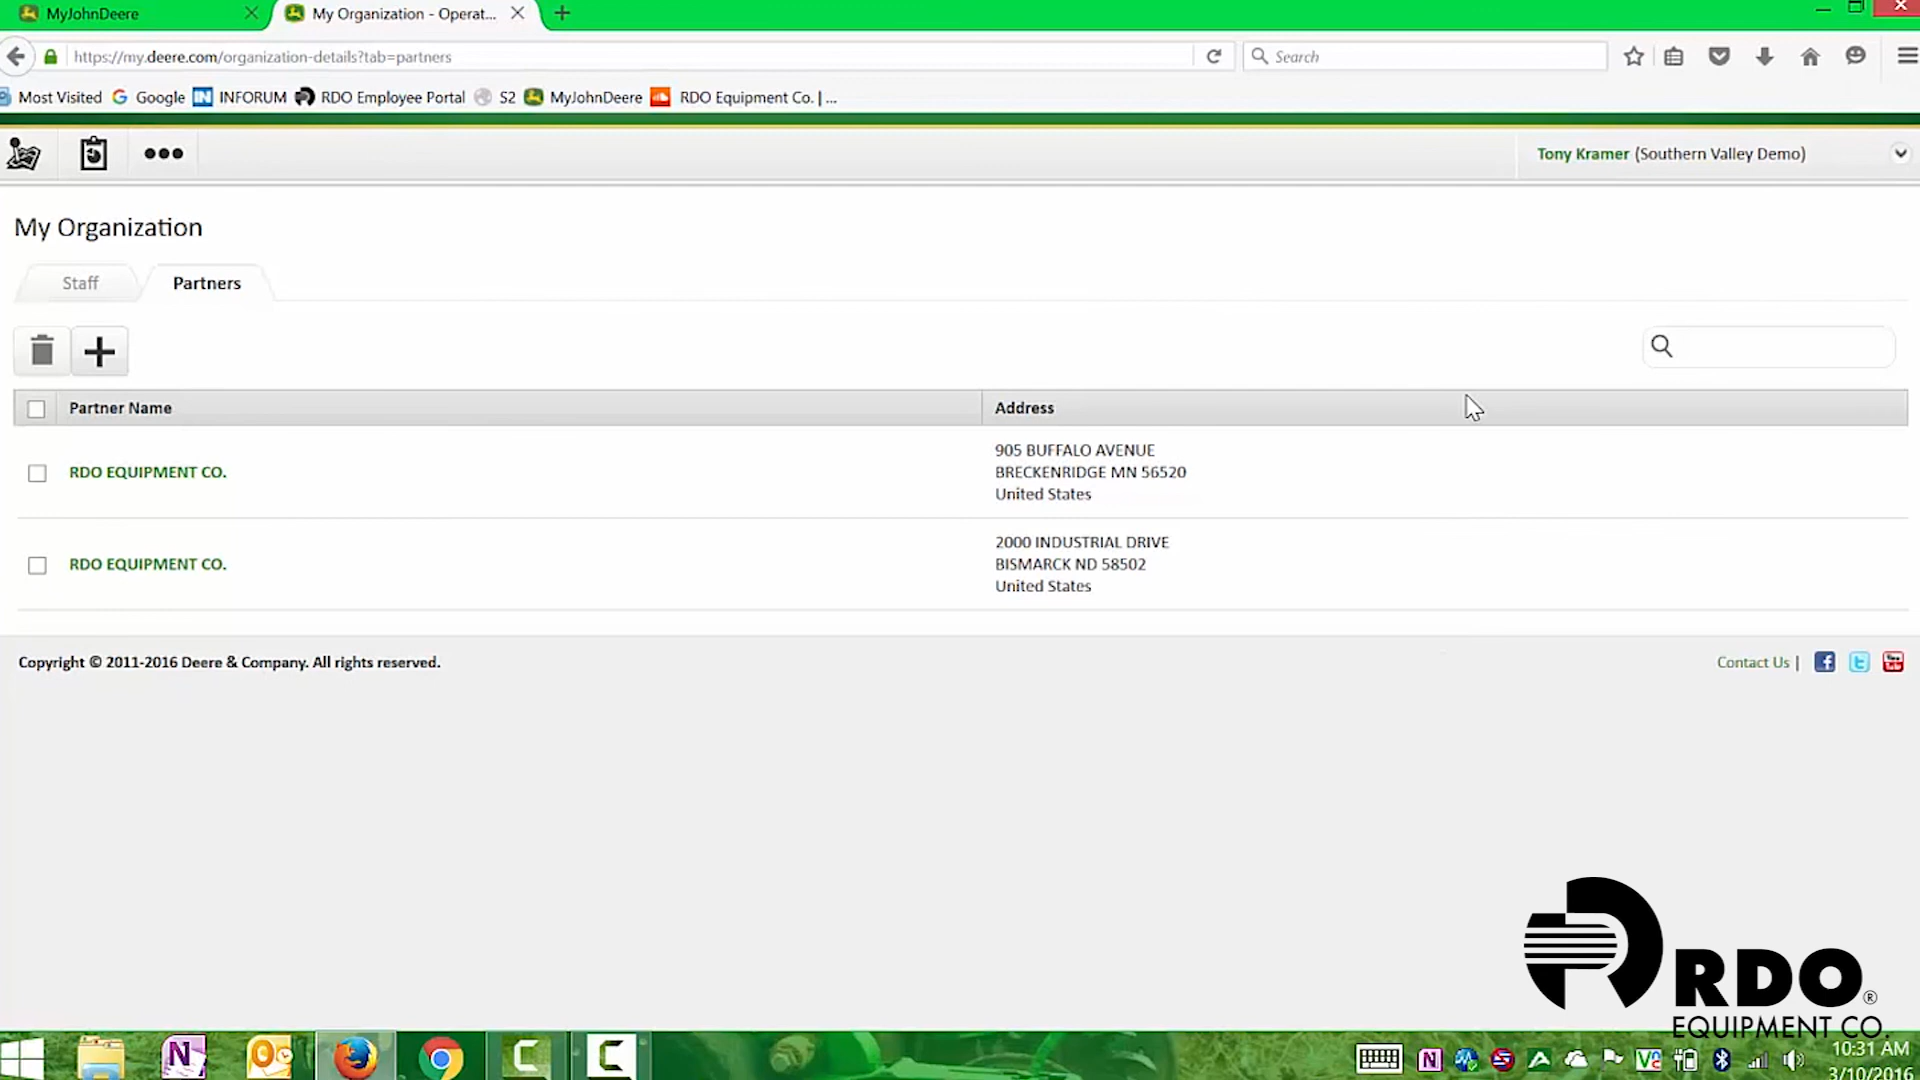 MyJohnDeere
My Organization - Operat...
https://my.deere.com/organization-details?tab=partners
Search
Most Visited
Google
INFORUM
RDO Employee Portal
S2
MyJohnDeere
RDO Equipment Co. | ...
Tony Kramer (Southern Valley Demo)
My Organization
Staff
Partners
Partner Name
Address
RDO EQUIPMENT CO.
905 BUFFALO AVENUE
BRECKENRIDGE MN 56520
United States
RDO EQUIPMENT CO.
2000 INDUSTRIAL DRIVE
BISMARCK ND 58502
United States
Copyright © 2011-2016 Deere & Company. All rights reserved.
Contact Us |
RDO®
EQUIPMENT CO.
10:31 AM
3/10/2016